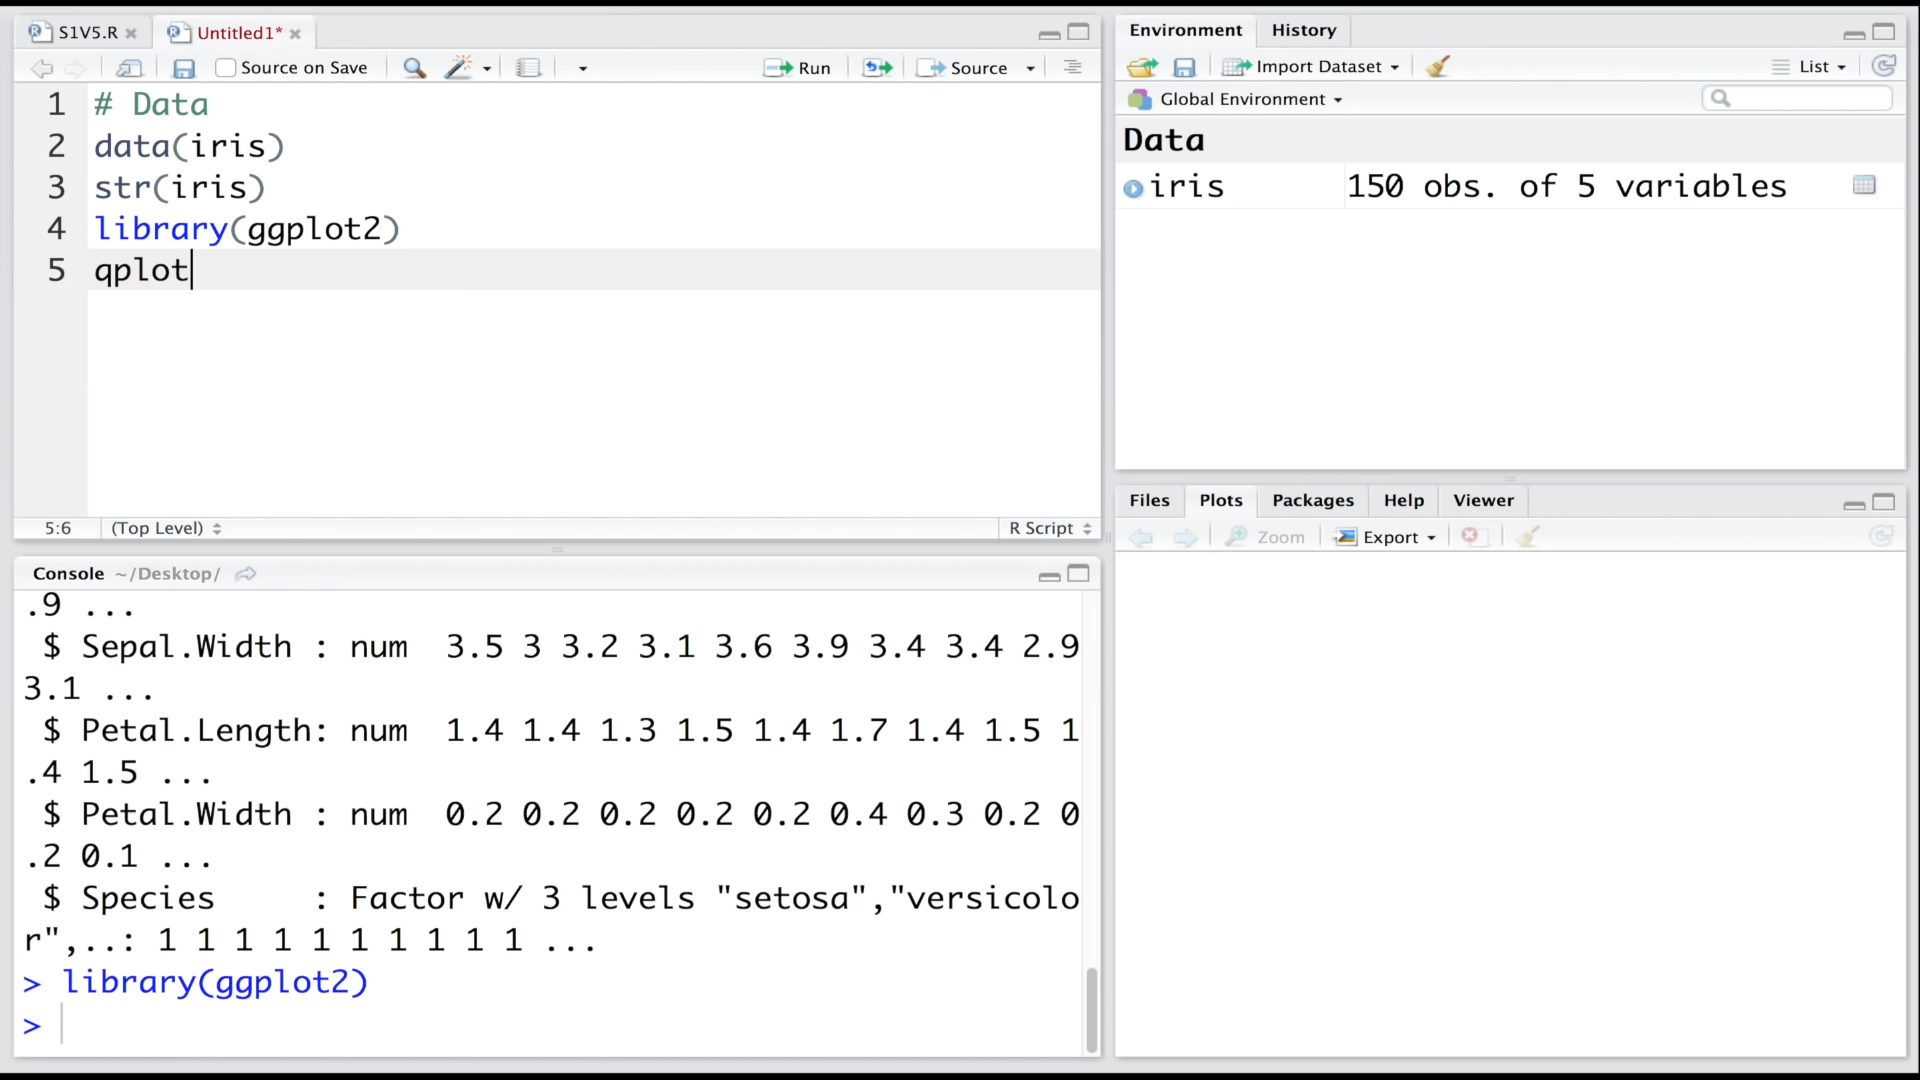 S1V5.R
Untitled1*
Source on Save
Run
Source
1 # Data
2 data(iris)
3 str(iris)
4 library(ggplot2)
5 qplot
5:6
(Top Level)
R Script
Console ~/Desktop/
.9 ...
$ Sepal.Width : num 3.5 3 3.2 3.1 3.6 3.9 3.4 3.4 2.9
3.1 ...
$ Petal.Length: num 1.4 1.4 1.3 1.5 1.4 1.7 1.4 1.5 1
.4 1.5 ...
$ Petal.Width : num 0.2 0.2 0.2 0.2 0.2 0.4 0.3 0.2 0
.2 0.1 ...
$ Species : Factor w/ 3 levels "setosa","versicolo
r",..: 1 1 1 1 1 1 1 1 1 1 ...
> library(ggplot2)
>
Environment
History
Import Dataset
List
Global Environment
Data
iris 150 obs. of 5 variables
Files
Plots
Packages
Help
Viewer
Zoom
Export